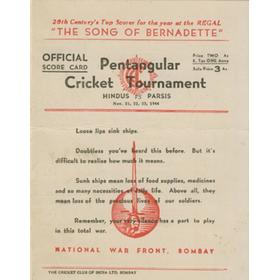 20th Century's Top Scorer for the year at the REGAL
"THE SONG OF BERNADETTE"
OFFICIAL
SCORE CARD
Pentangular
Cricket Tournament
HINDUS vs PARSIS
Nov. 21, 22, 23, 1944
Price TWO As
& Tax ONE Anna
Sale Price 3 As.
Loose lips sink ships.
Doubtless you've heard this before. But it's
difficult to realise how much it means.
Sunk ships mean loss of food supplies, medicines
and so many necessities of daily life. Above all, they
mean loss of the precious lives of our soldiers.
Remember, your very silence has a part to play
in this total war.
NATIONAL WAR FRONT, BOMBAY
THE CRICKET CLUB OF INDIA LTD. BOMBAY